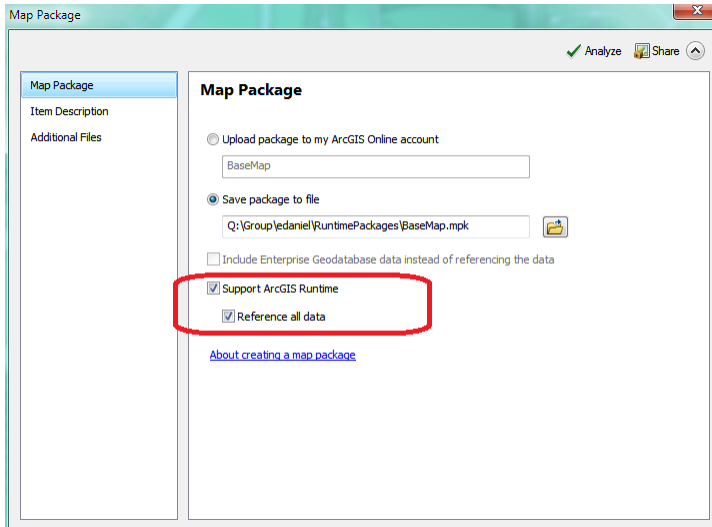 Map Package
Analyze Share
Map Package
Item Description
Additional Files
Map Package
Upload package to my ArcGIS Online account
BaseMap
Save package to file
Q:\Group\edaniel\RuntimePackages\BaseMap.mpk
Include Enterprise Geodatabase data instead of referencing the data
Support ArcGIS Runtime
Reference all data
About creating a map package